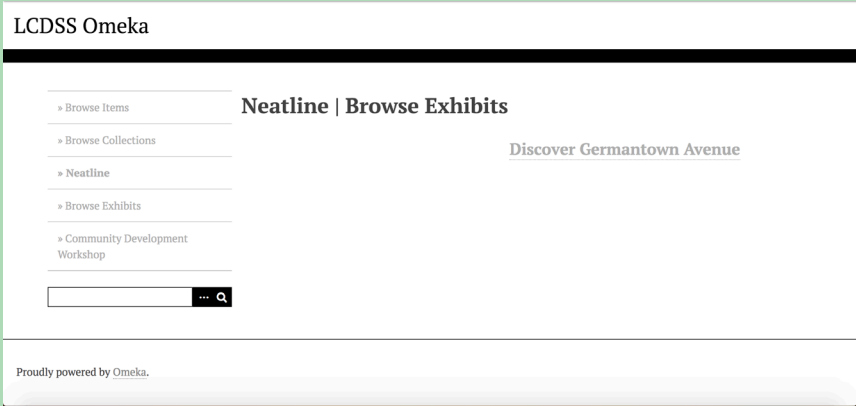 LCDSS Omeka
» Browse Items
» Browse Collections
» Neatline
» Browse Exhibits
» Community Development
Workshop
Neatline | Browse Exhibits
Discover Germantown Avenue
Proudly powered by Omeka.